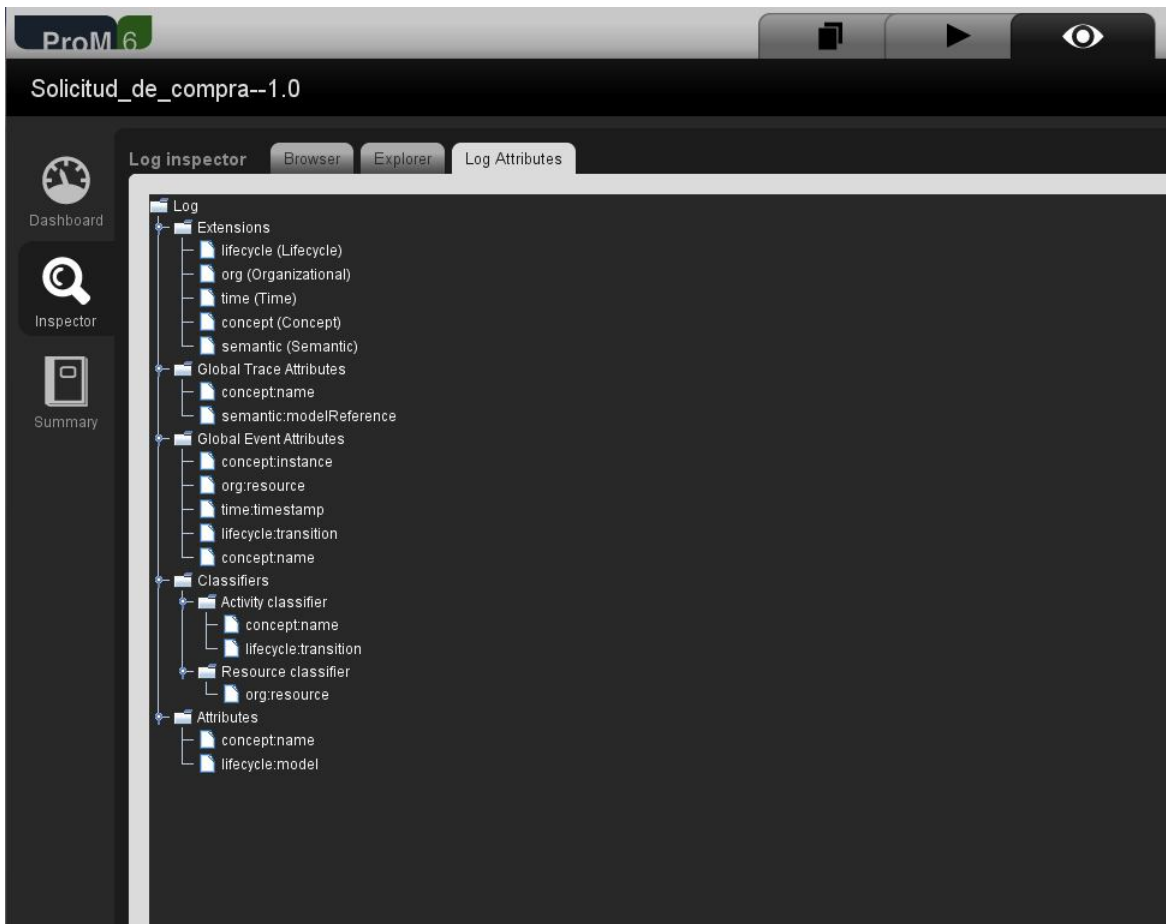 ProM 6
Solicitud_de_compra--1.0
Log inspector Browser Explorer Log Attributes
Dashboard
Inspector
Summary
Log
Extensions
lifecycle (Lifecycle)
org (Organizational)
time (Time)
concept (Concept)
semantic (Semantic)
Global Trace Attributes
concept:name
semantic:modelReference
Global Event Attributes
concept:instance
org:resource
time:timestamp
lifecycle:transition
concept:name
Classifiers
Activity classifier
concept:name
lifecycle:transition
Resource classifier
org:resource
Attributes
concept:name
lifecycle:model